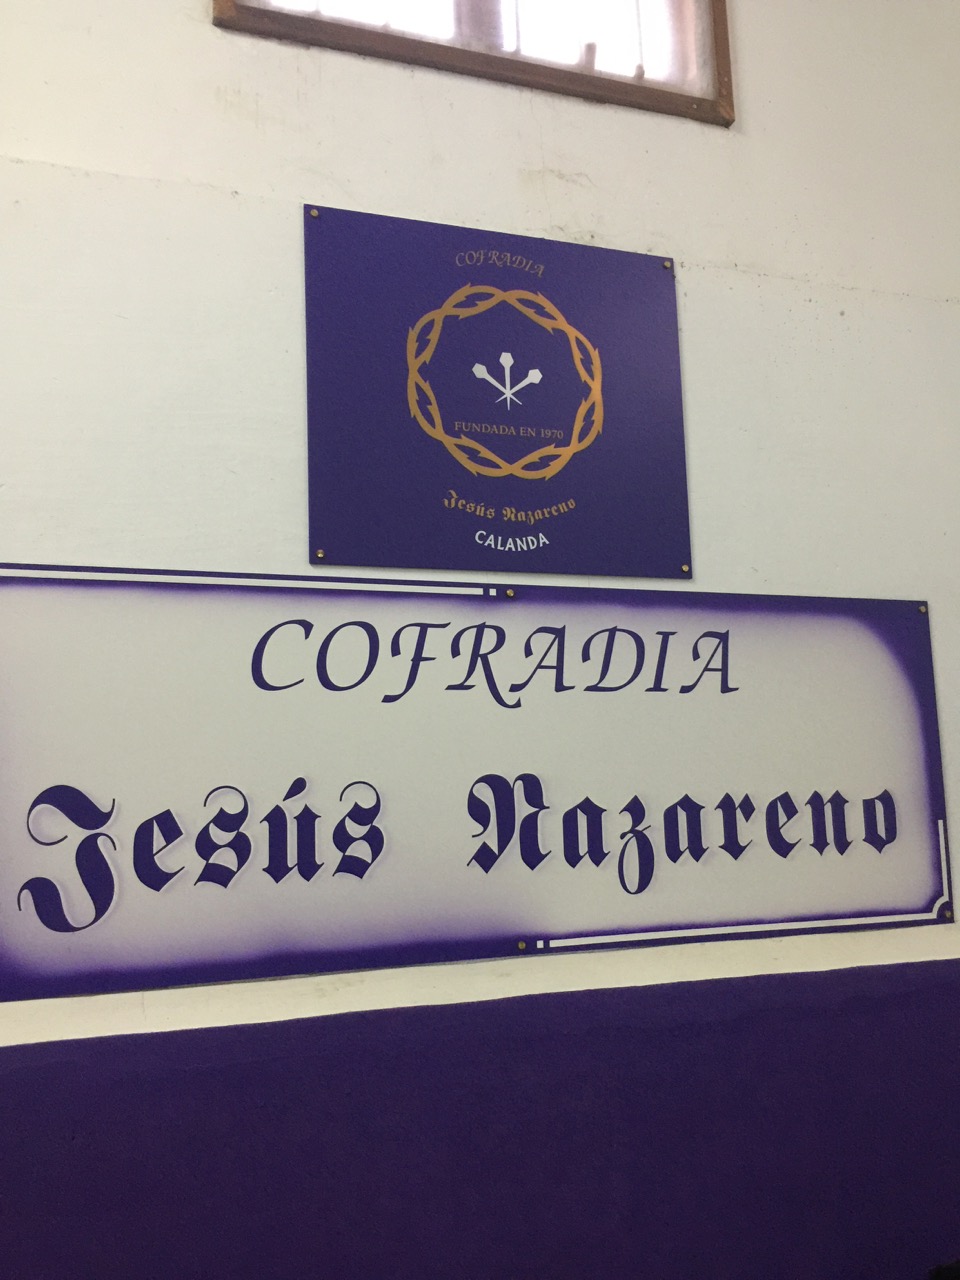 COFRADIA
FUNDADA EN 1970
Jesús Nazareno
CALANDA
COFRADIA
Jesús Nazareno